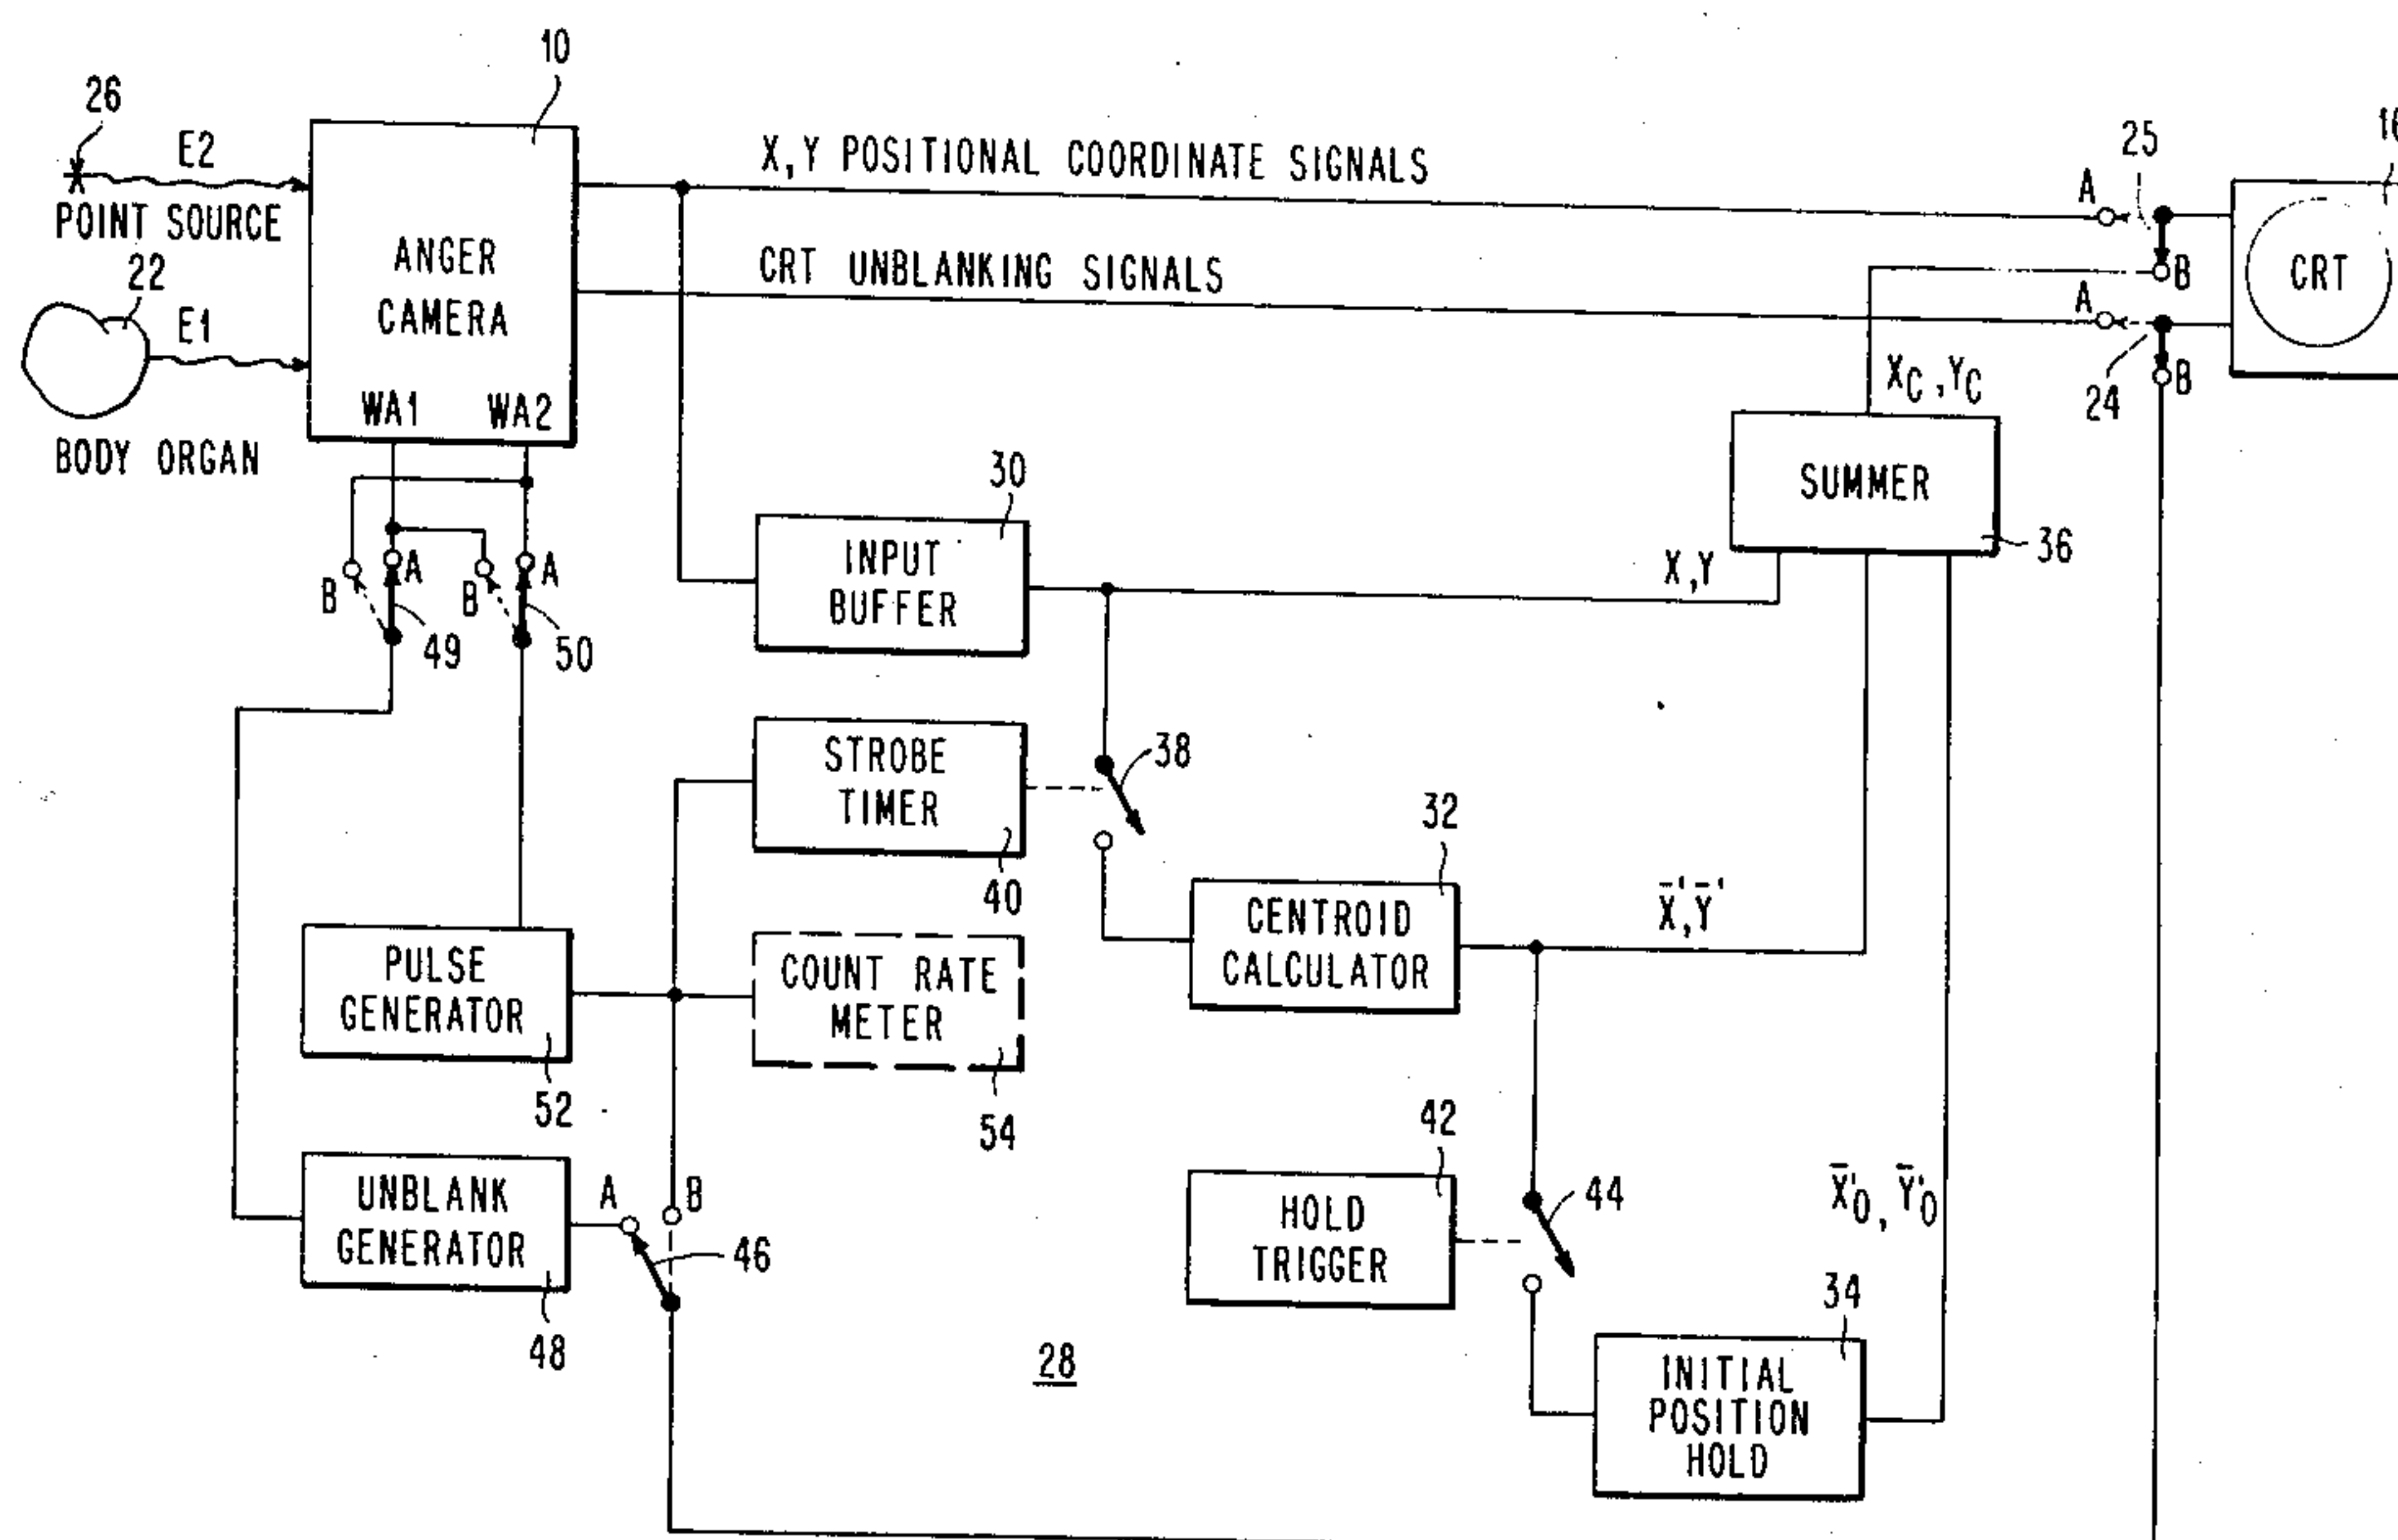 10
26
E2
POINT SOURCE
22
E1
BODY ORGAN
ANGER
CAMERA
WA1 WA2
X,Y POSITIONAL COORDINATE SIGNALS
CRT UNBLANKING SIGNALS
25
A
B
A
24
B
CRT
X_C,Y_C
SUMMER
36
B A B A
49 50
30
INPUT
BUFFER
X,Y
STROBE
TIMER
40
38
32
CENTROID
CALCULATOR
X̄',Ȳ'
PULSE
GENERATOR
52
COUNT RATE
METER
54
UNBLANK
GENERATOR
48
A B
46
42
HOLD
TRIGGER
44
X̄'₀, Ȳ'₀
34
INITIAL
POSITION
HOLD
28